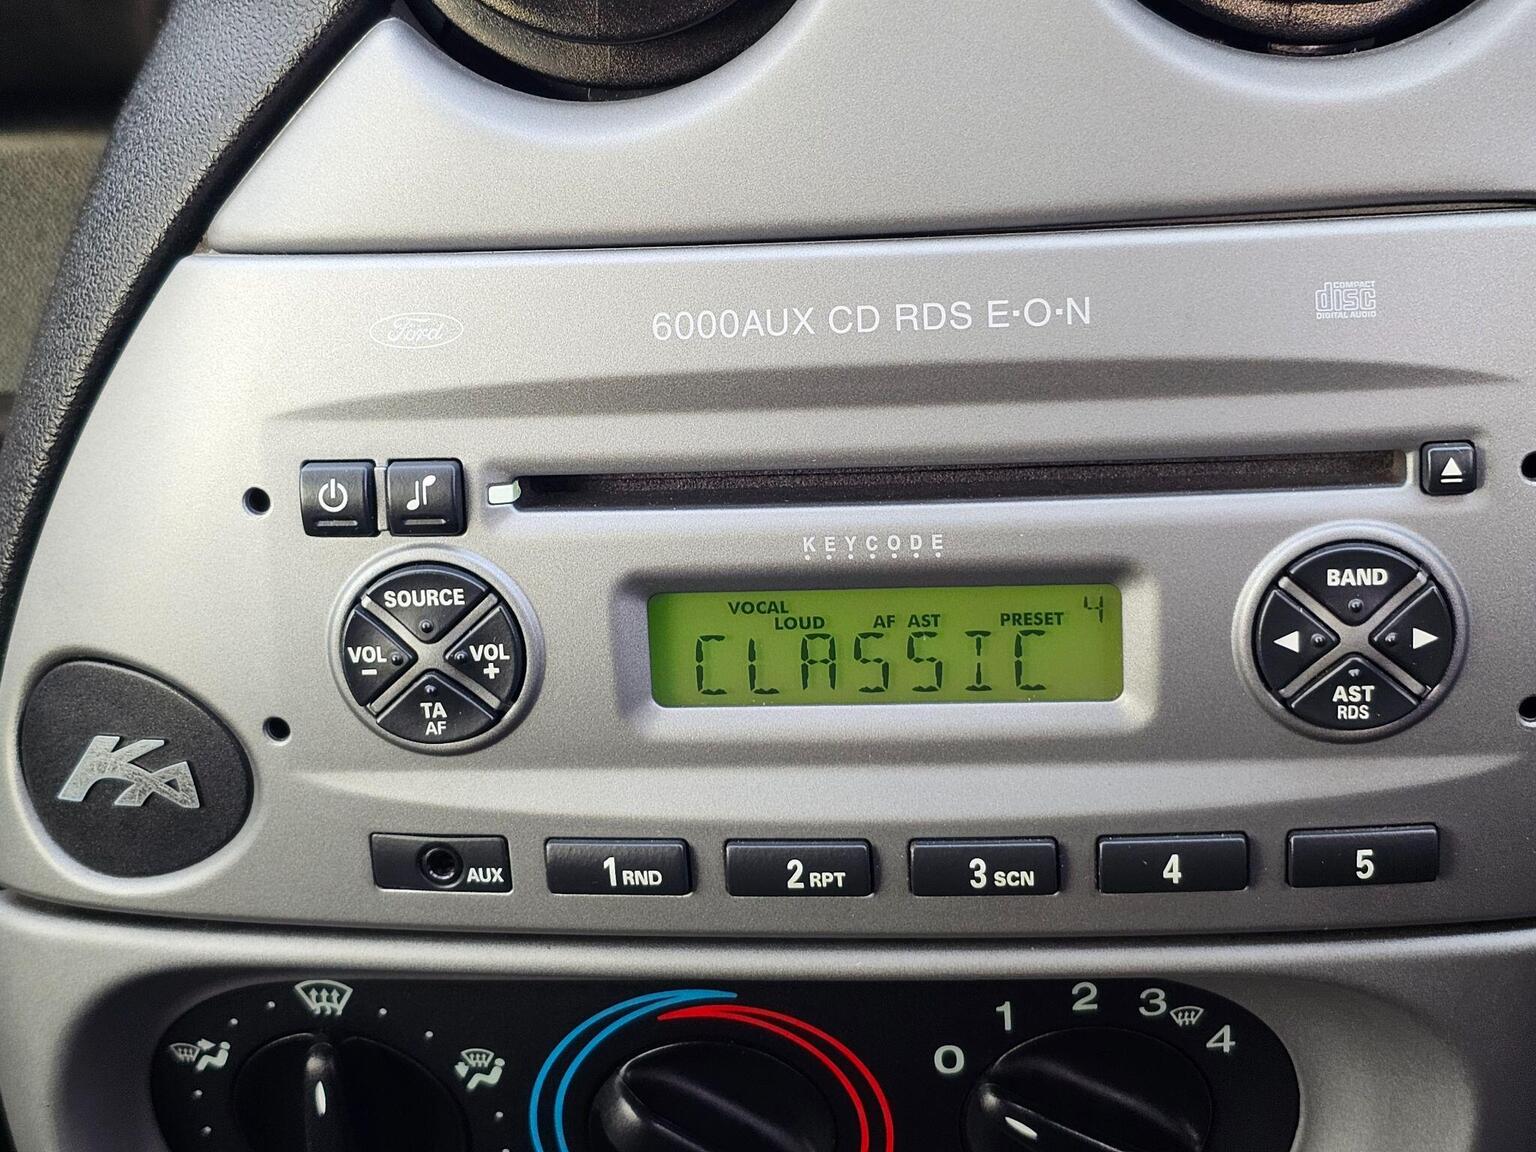 Ford
6000AUX CD RDS E·O·N
COMPACT
disc
DIGITAL AUDIO
KEYCODE
SOURCE
VOL
−
VOL
+
TA
AF
VOCAL
LOUD
AF AST
PRESET
4
CLASSIC
BAND
AST
RDS
KA
AUX
1 RND
2 RPT
3 SCN
4
5
0
1
2
3
4